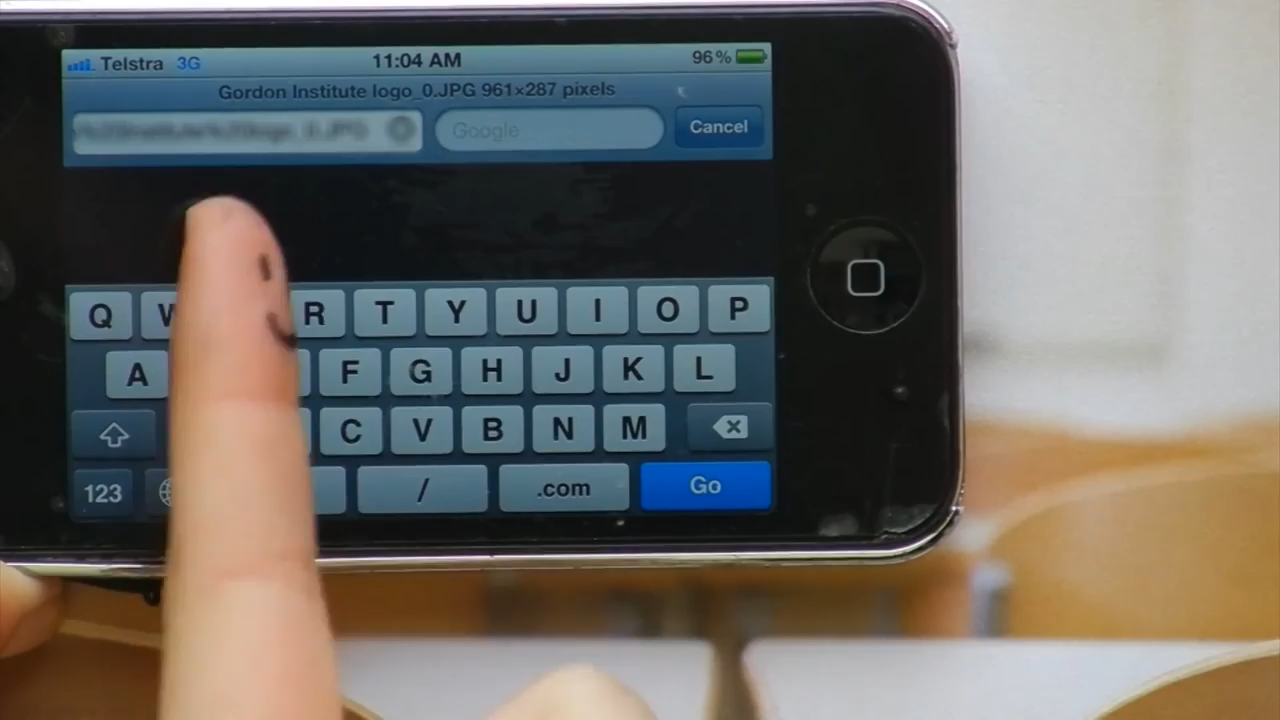 Telstra 3G 11:04 AM 96%
Gordon Institute logo_0.JPG 961×287 pixels
Google Cancel
Q W R T Y U I O P
A F G H J K L
C V B N M
123 / .com Go